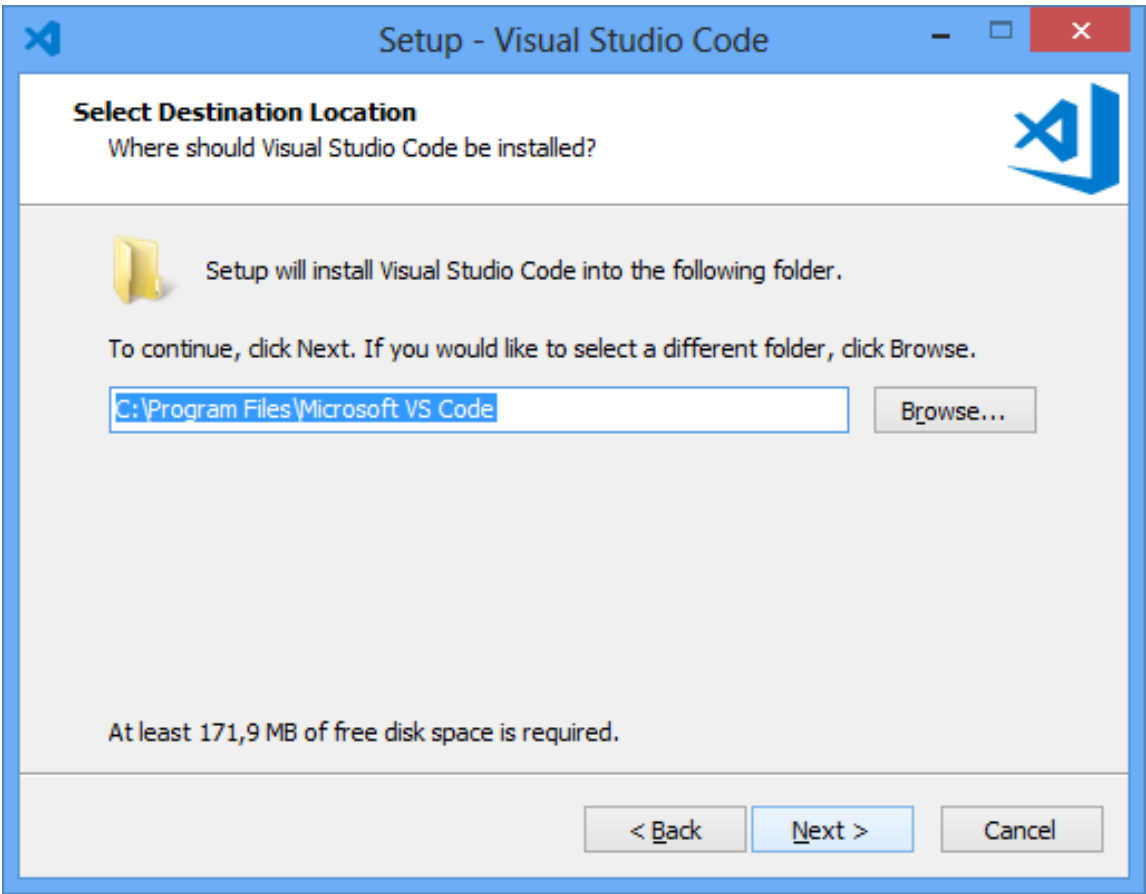 Setup - Visual Studio Code
Select Destination Location
Where should Visual Studio Code be installed?
Setup will install Visual Studio Code into the following folder.
To continue, click Next. If you would like to select a different folder, click Browse.
C:\Program Files\Microsoft VS Code
Browse...
At least 171,9 MB of free disk space is required.
< Back
Next >
Cancel